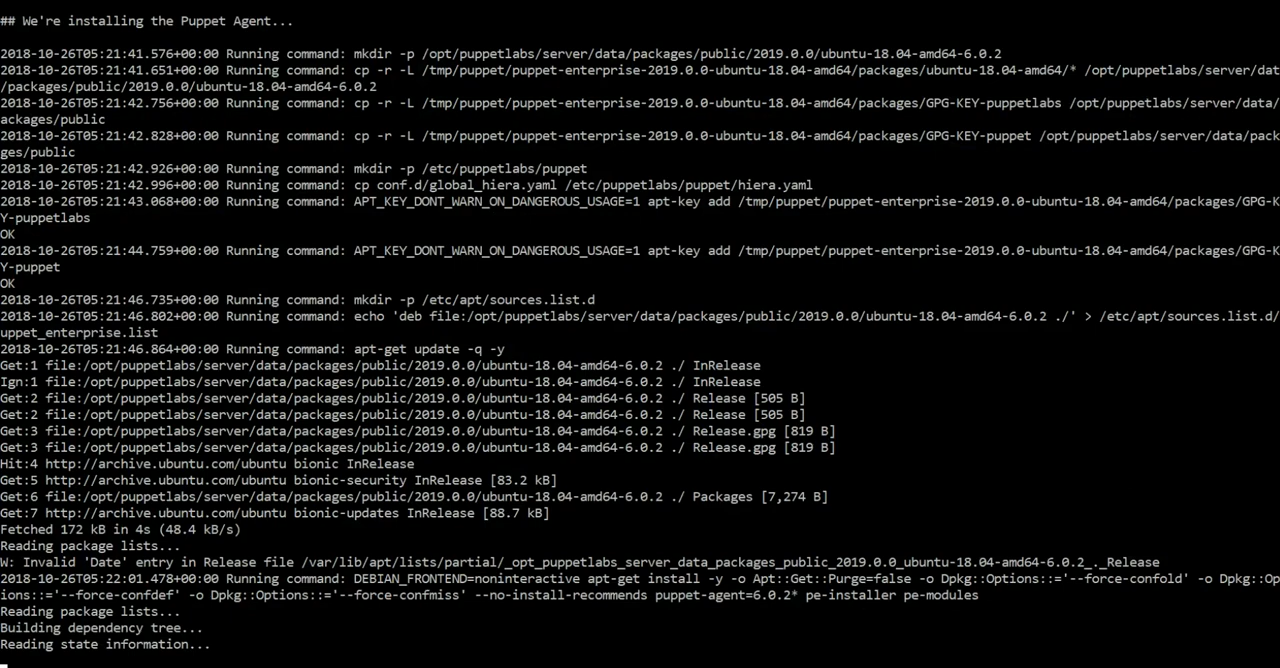 ## We're installing the Puppet Agent...
2018-10-26T05:21:41.576+00:00 Running command: mkdir -p /opt/puppetlabs/server/data/packages/public/2019.0.0/ubuntu-18.04-amd64-6.0.2
2018-10-26T05:21:41.651+00:00 Running command: cp -r -L /tmp/puppet/puppet-enterprise-2019.0.0-ubuntu-18.04-amd64/packages/ubuntu-18.04-amd64/* /opt/puppetlabs/server/dat
/packages/public/2019.0.0/ubuntu-18.04-amd64-6.0.2
2018-10-26T05:21:42.756+00:00 Running command: cp -r -L /tmp/puppet/puppet-enterprise-2019.0.0-ubuntu-18.04-amd64/packages/GPG-KEY-puppetlabs /opt/puppetlabs/server/data/
ackages/public
2018-10-26T05:21:42.828+00:00 Running command: cp -r -L /tmp/puppet/puppet-enterprise-2019.0.0-ubuntu-18.04-amd64/packages/GPG-KEY-puppet /opt/puppetlabs/server/data/pack
ges/public
2018-10-26T05:21:42.926+00:00 Running command: mkdir -p /etc/puppetlabs/puppet
2018-10-26T05:21:42.996+00:00 Running command: cp conf.d/global_hiera.yaml /etc/puppetlabs/puppet/hiera.yaml
2018-10-26T05:21:43.068+00:00 Running command: APT_KEY_DONT_WARN_ON_DANGEROUS_USAGE=1 apt-key add /tmp/puppet/puppet-enterprise-2019.0.0-ubuntu-18.04-amd64/packages/GPG-K
Y-puppetlabs
OK
2018-10-26T05:21:44.759+00:00 Running command: APT_KEY_DONT_WARN_ON_DANGEROUS_USAGE=1 apt-key add /tmp/puppet/puppet-enterprise-2019.0.0-ubuntu-18.04-amd64/packages/GPG-K
Y-puppet
OK
2018-10-26T05:21:46.735+00:00 Running command: mkdir -p /etc/apt/sources.list.d
2018-10-26T05:21:46.802+00:00 Running command: echo 'deb file:/opt/puppetlabs/server/data/packages/public/2019.0.0/ubuntu-18.04-amd64-6.0.2 ./' > /etc/apt/sources.list.d/
uppet_enterprise.list
2018-10-26T05:21:46.864+00:00 Running command: apt-get update -q -y
Get:1 file:/opt/puppetlabs/server/data/packages/public/2019.0.0/ubuntu-18.04-amd64-6.0.2 ./ InRelease
Ign:1 file:/opt/puppetlabs/server/data/packages/public/2019.0.0/ubuntu-18.04-amd64-6.0.2 ./ InRelease
Get:2 file:/opt/puppetlabs/server/data/packages/public/2019.0.0/ubuntu-18.04-amd64-6.0.2 ./ Release [505 B]
Get:2 file:/opt/puppetlabs/server/data/packages/public/2019.0.0/ubuntu-18.04-amd64-6.0.2 ./ Release [505 B]
Get:3 file:/opt/puppetlabs/server/data/packages/public/2019.0.0/ubuntu-18.04-amd64-6.0.2 ./ Release.gpg [819 B]
Get:3 file:/opt/puppetlabs/server/data/packages/public/2019.0.0/ubuntu-18.04-amd64-6.0.2 ./ Release.gpg [819 B]
Hit:4 http://archive.ubuntu.com/ubuntu bionic InRelease
Get:5 http://archive.ubuntu.com/ubuntu bionic-security InRelease [83.2 kB]
Get:6 file:/opt/puppetlabs/server/data/packages/public/2019.0.0/ubuntu-18.04-amd64-6.0.2 ./ Packages [7,274 B]
Get:7 http://archive.ubuntu.com/ubuntu bionic-updates InRelease [88.7 kB]
Fetched 172 kB in 4s (48.4 kB/s)
Reading package lists...
W: Invalid 'Date' entry in Release file /var/lib/apt/lists/partial/_opt_puppetlabs_server_data_packages_public_2019.0.0_ubuntu-18.04-amd64-6.0.2_._Release
2018-10-26T05:22:01.478+00:00 Running command: DEBIAN_FRONTEND=noninteractive apt-get install -y -o Apt::Get::Purge=false -o Dpkg::Options::='--force-confold' -o Dpkg::Op
ions::='--force-confdef' -o Dpkg::Options::='--force-confmiss' --no-install-recommends puppet-agent=6.0.2* pe-installer pe-modules
Reading package lists...
Building dependency tree...
Reading state information...